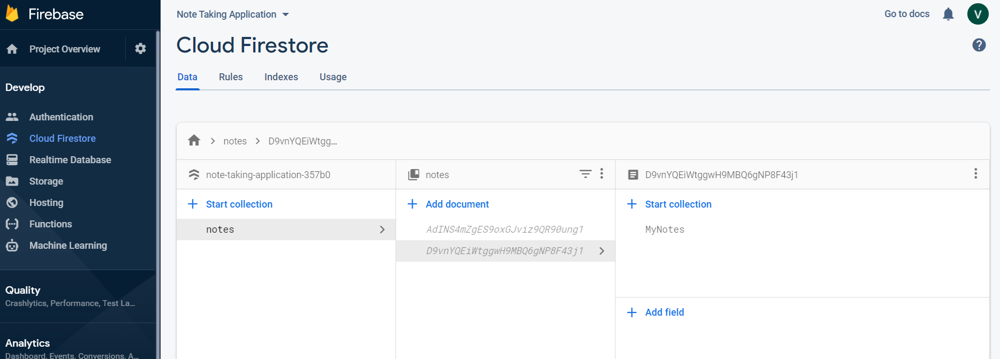 Firebase
Project Overview
Develop
Authentication
Cloud Firestore
Realtime Database
Storage
Hosting
Functions
Machine Learning
Quality
Crashlytics, Performance, Test La...
Analytics
Dashboard, Events, Conversions, A...
Note Taking Application
Go to docs
V
Cloud Firestore
?
Data Rules Indexes Usage
notes D9vnYQEiWtgg...
note-taking-application-357b0
Start collection
notes
notes
Add document
AdINS4mZgES9oxGJviz9QR90ung1
D9vnYQEiWtggwH9MBQ6gNP8F43j1
D9vnYQEiWtggwH9MBQ6gNP8F43j1
Start collection
MyNotes
Add field